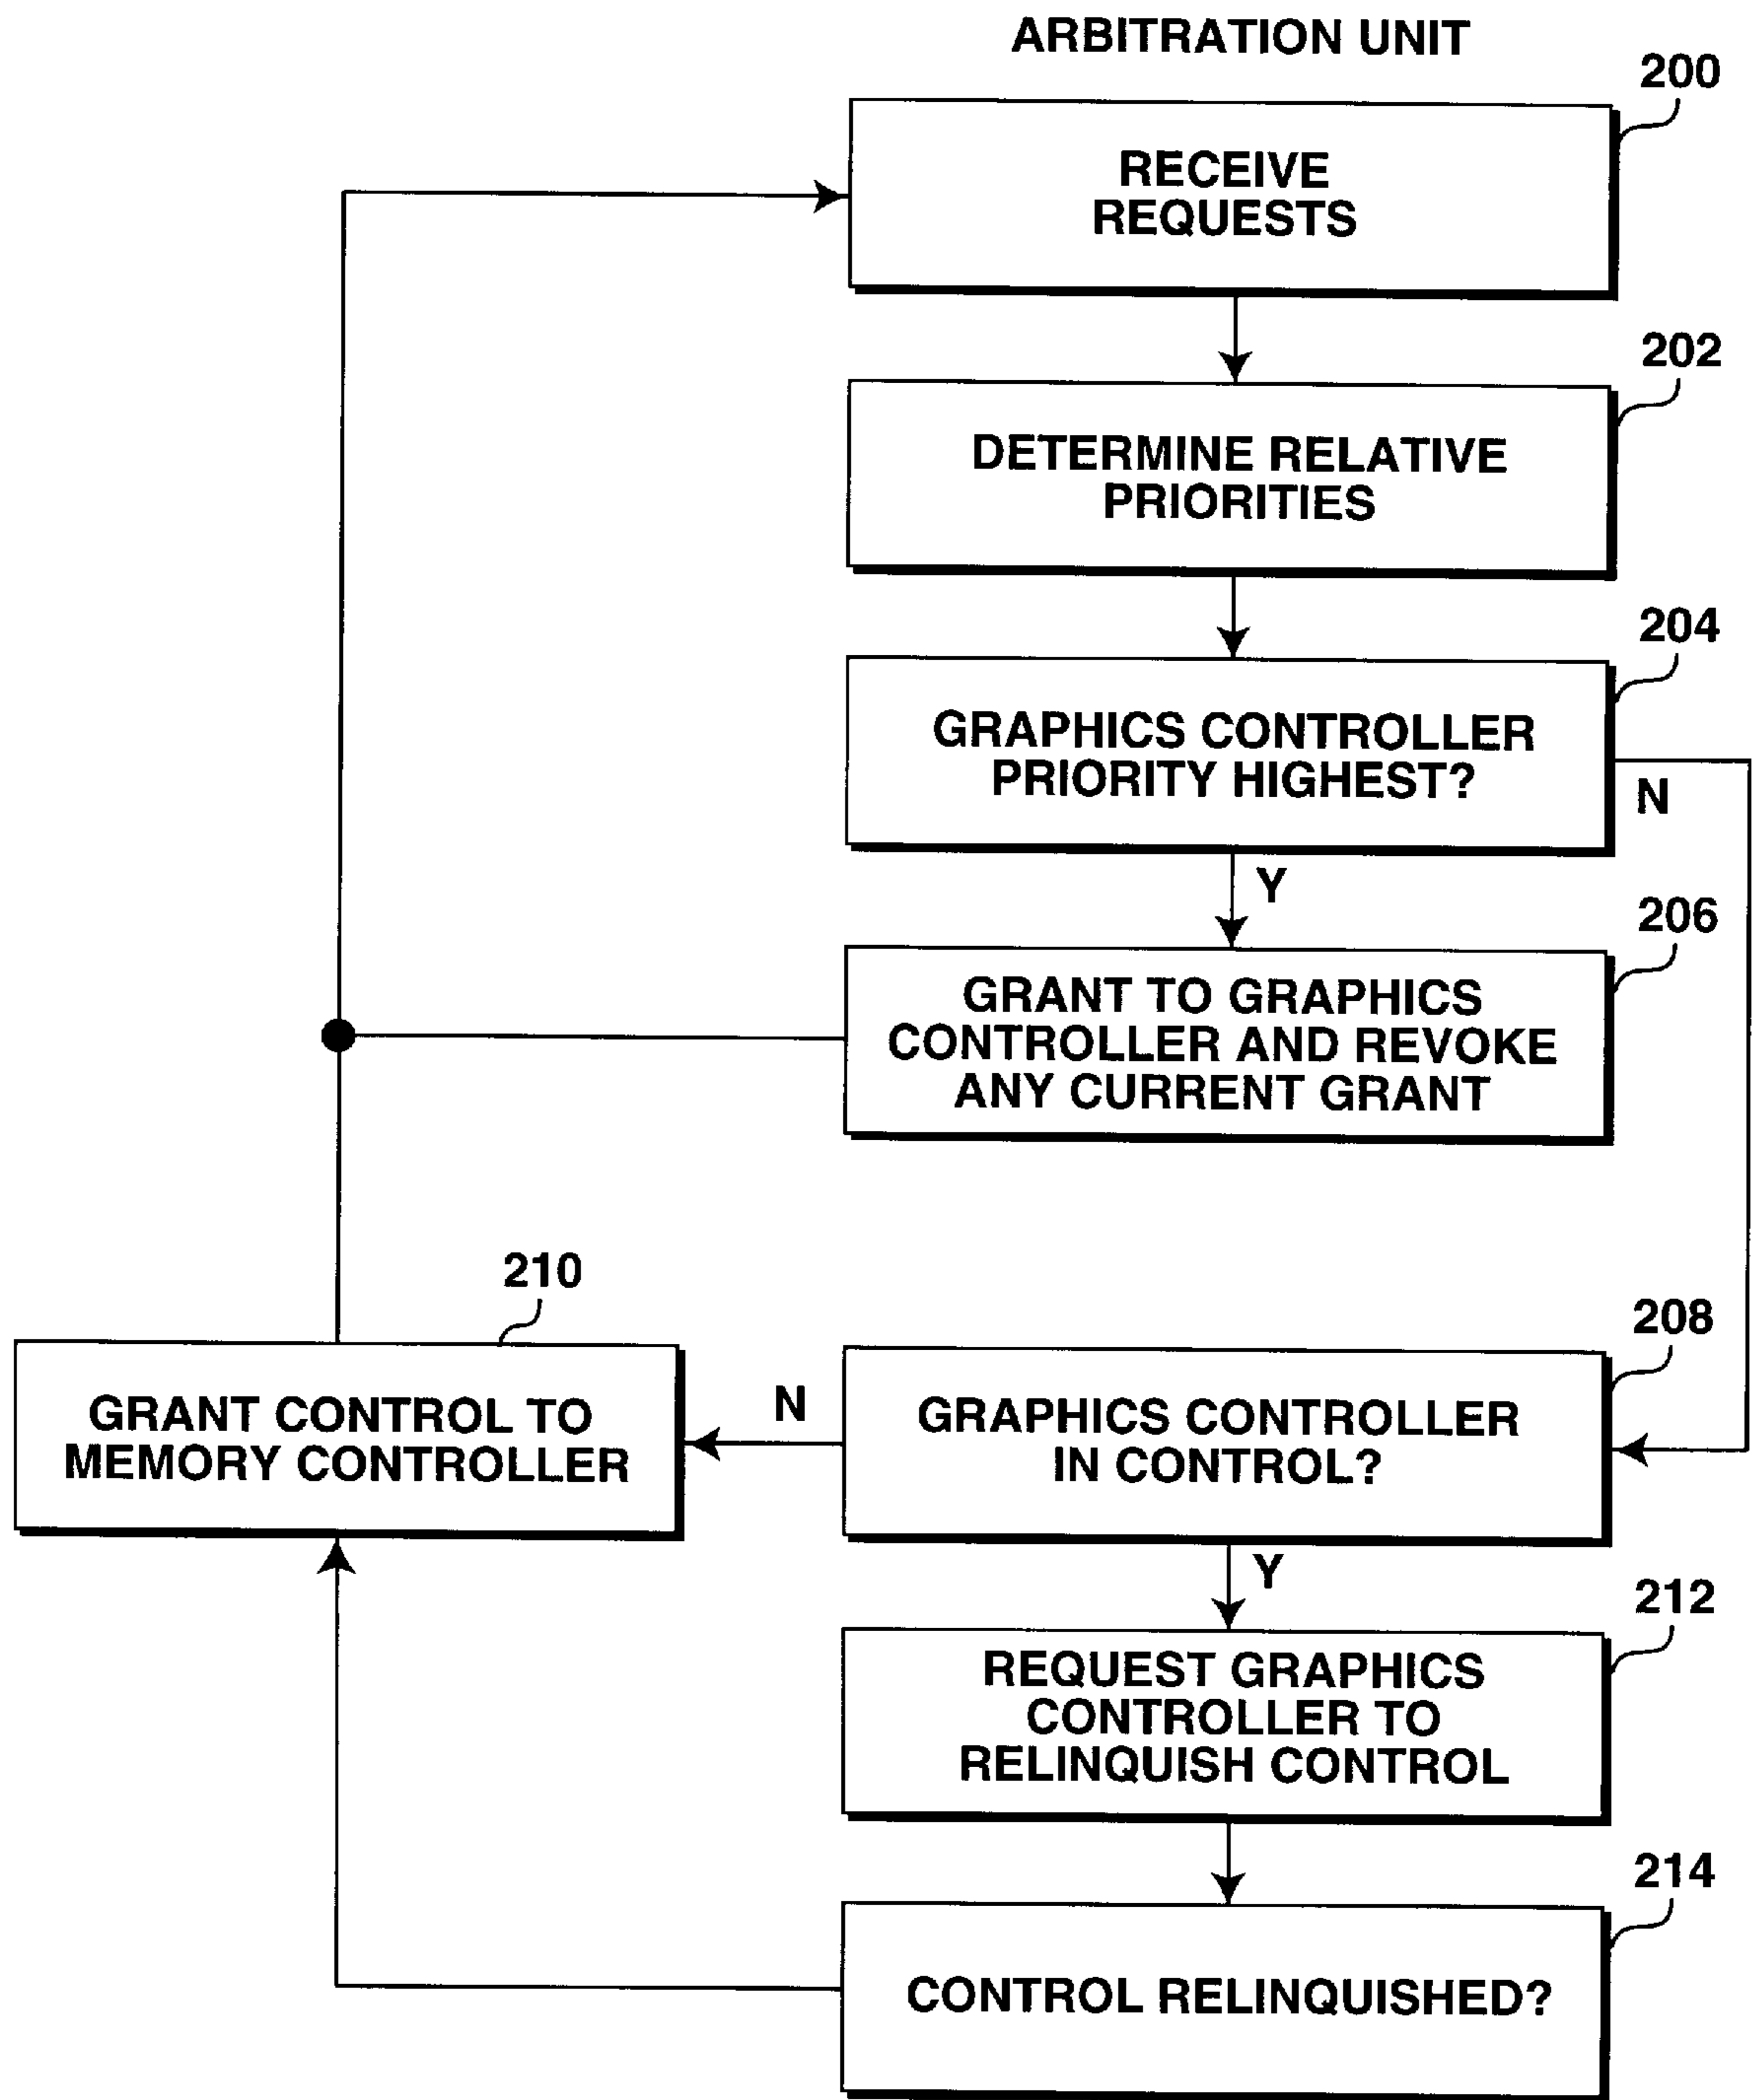 ARBITRATION UNIT
200
RECEIVE
REQUESTS
202
DETERMINE RELATIVE
PRIORITIES
204
GRAPHICS CONTROLLER
PRIORITY HIGHEST?
N
Y
206
GRANT TO GRAPHICS
CONTROLLER AND REVOKE
ANY CURRENT GRANT
210
GRANT CONTROL TO
MEMORY CONTROLLER
N
208
GRAPHICS CONTROLLER
IN CONTROL?
Y
212
REQUEST GRAPHICS
CONTROLLER TO
RELINQUISH CONTROL
214
CONTROL RELINQUISHED?